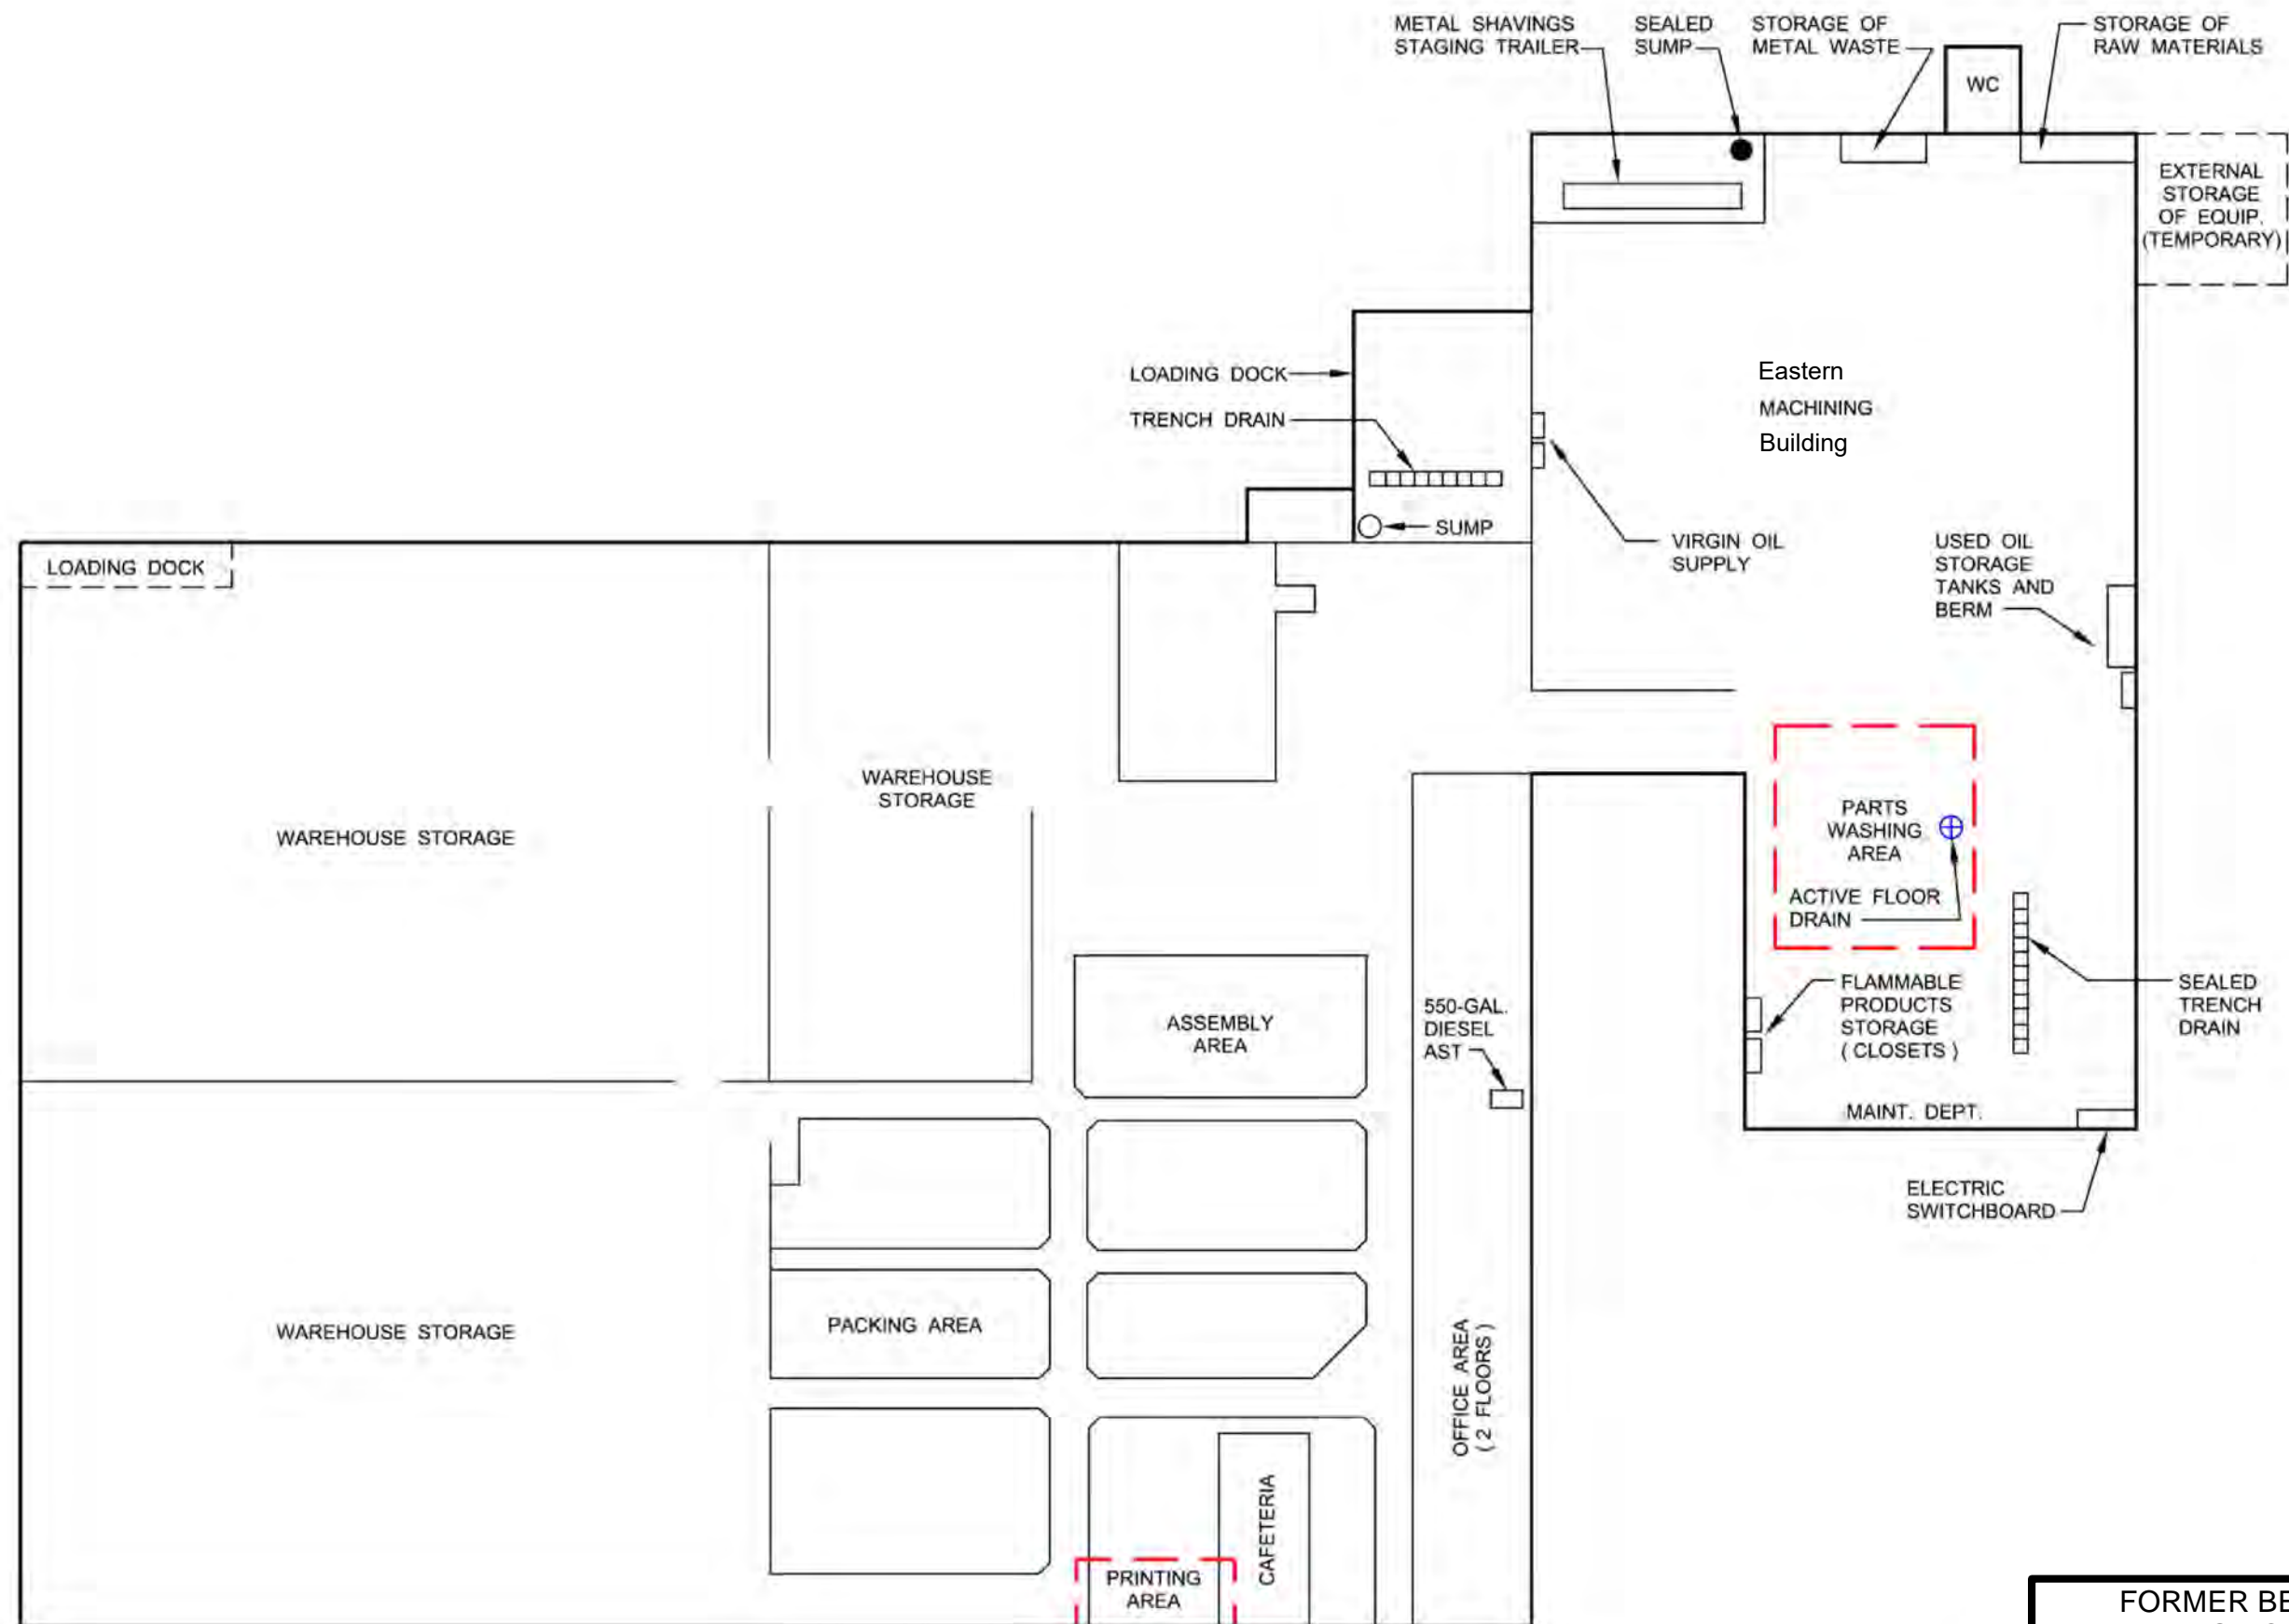 METAL SHAVINGS
STAGING TRAILER
SEALED
SUMP
STORAGE OF
METAL WASTE
STORAGE OF
RAW MATERIALS
WC
EXTERNAL
STORAGE
OF EQUIP.
(TEMPORARY)
LOADING DOCK
TRENCH DRAIN
SUMP
Eastern
MACHINING
Building
VIRGIN OIL
SUPPLY
USED OIL
STORAGE
TANKS AND
BERM
LOADING DOCK
WAREHOUSE STORAGE
WAREHOUSE
STORAGE
PARTS
WASHING
AREA
ACTIVE FLOOR
DRAIN
FLAMMABLE
PRODUCTS
STORAGE
( CLOSETS )
SEALED
TRENCH
DRAIN
ASSEMBLY
AREA
550-GAL.
DIESEL
AST
MAINT. DEPT.
ELECTRIC
SWITCHBOARD
WAREHOUSE STORAGE
PACKING AREA
OFFICE AREA
( 2 FLOORS )
CAFETERIA
PRINTING
AREA
FORMER BE